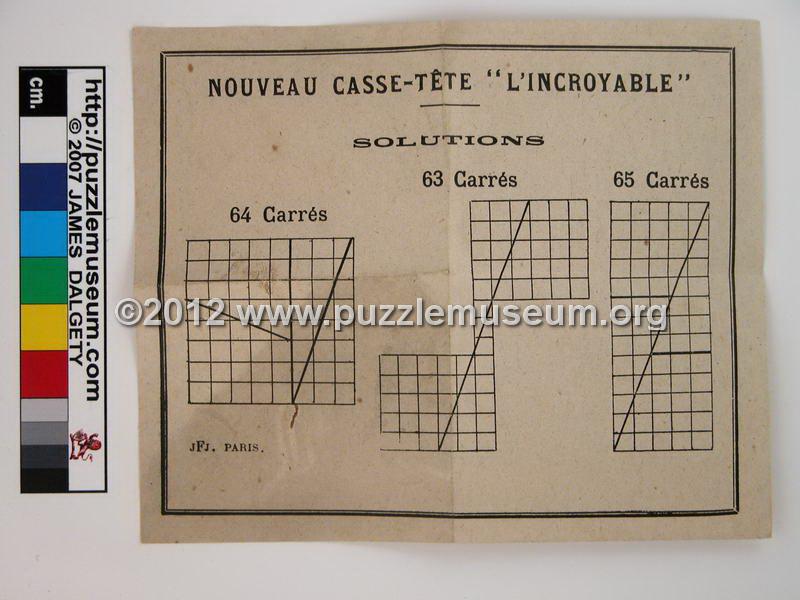 NOUVEAU CASSE-TÊTE "L'INCROYABLE"
SOLUTIONS
64 Carrés
63 Carrés
65 Carrés
JFJ. PARIS.
cm.
http://puzzlemuseum.com
© 2007 JAMES DALGETY
©2012 www.puzzlemuseum.org